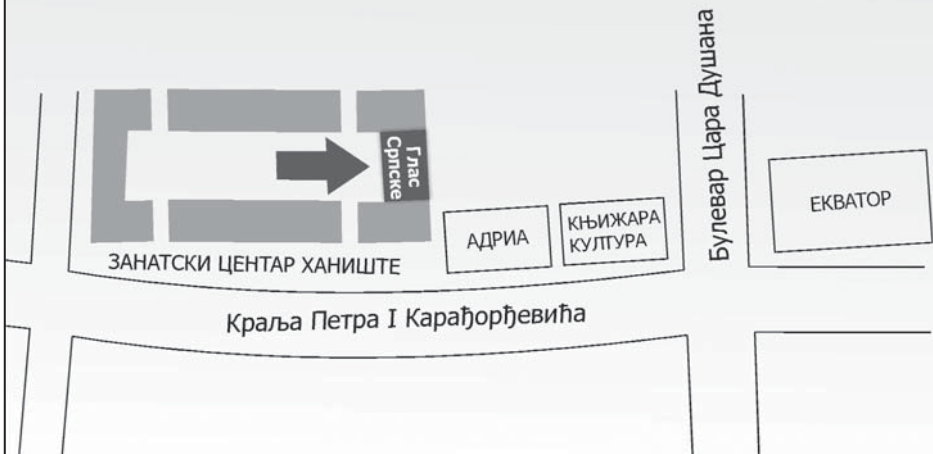 Глас
Српске
ЗАНАТСКИ ЦЕНТАР ХАНИШТЕ
АДРИА
КЊИЖАРА
КУЛТУРА
Булевар Цара Душана
ЕКВАТОР
Краља Петра I Карађорђевића